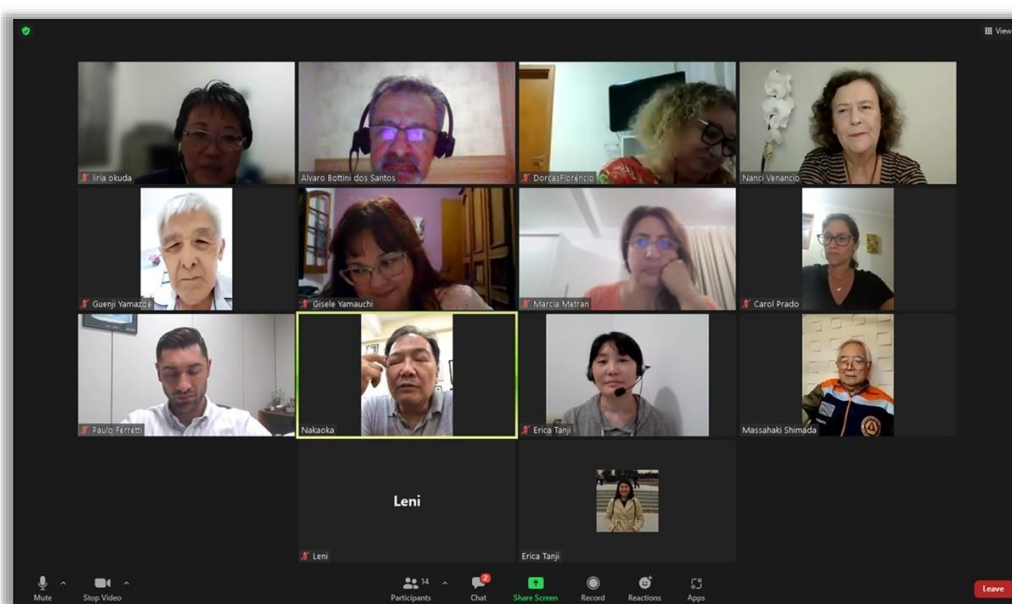 View
liria okuda
Alvaro Bottini dos Santos
DorcasFlorêncio
Nanci Venancio
Guenji Yamazoe
Gisele Yamauchi
Marcia Metran
Carol Prado
Paulo Ferretti
Nakaoka
Erica Tanji
Massahaki Shimada
Leni
Leni
Erica Tanji
Mute
Stop Video
14
Participants
2
Chat
Share Screen
Record
Reactions
Apps
Leave